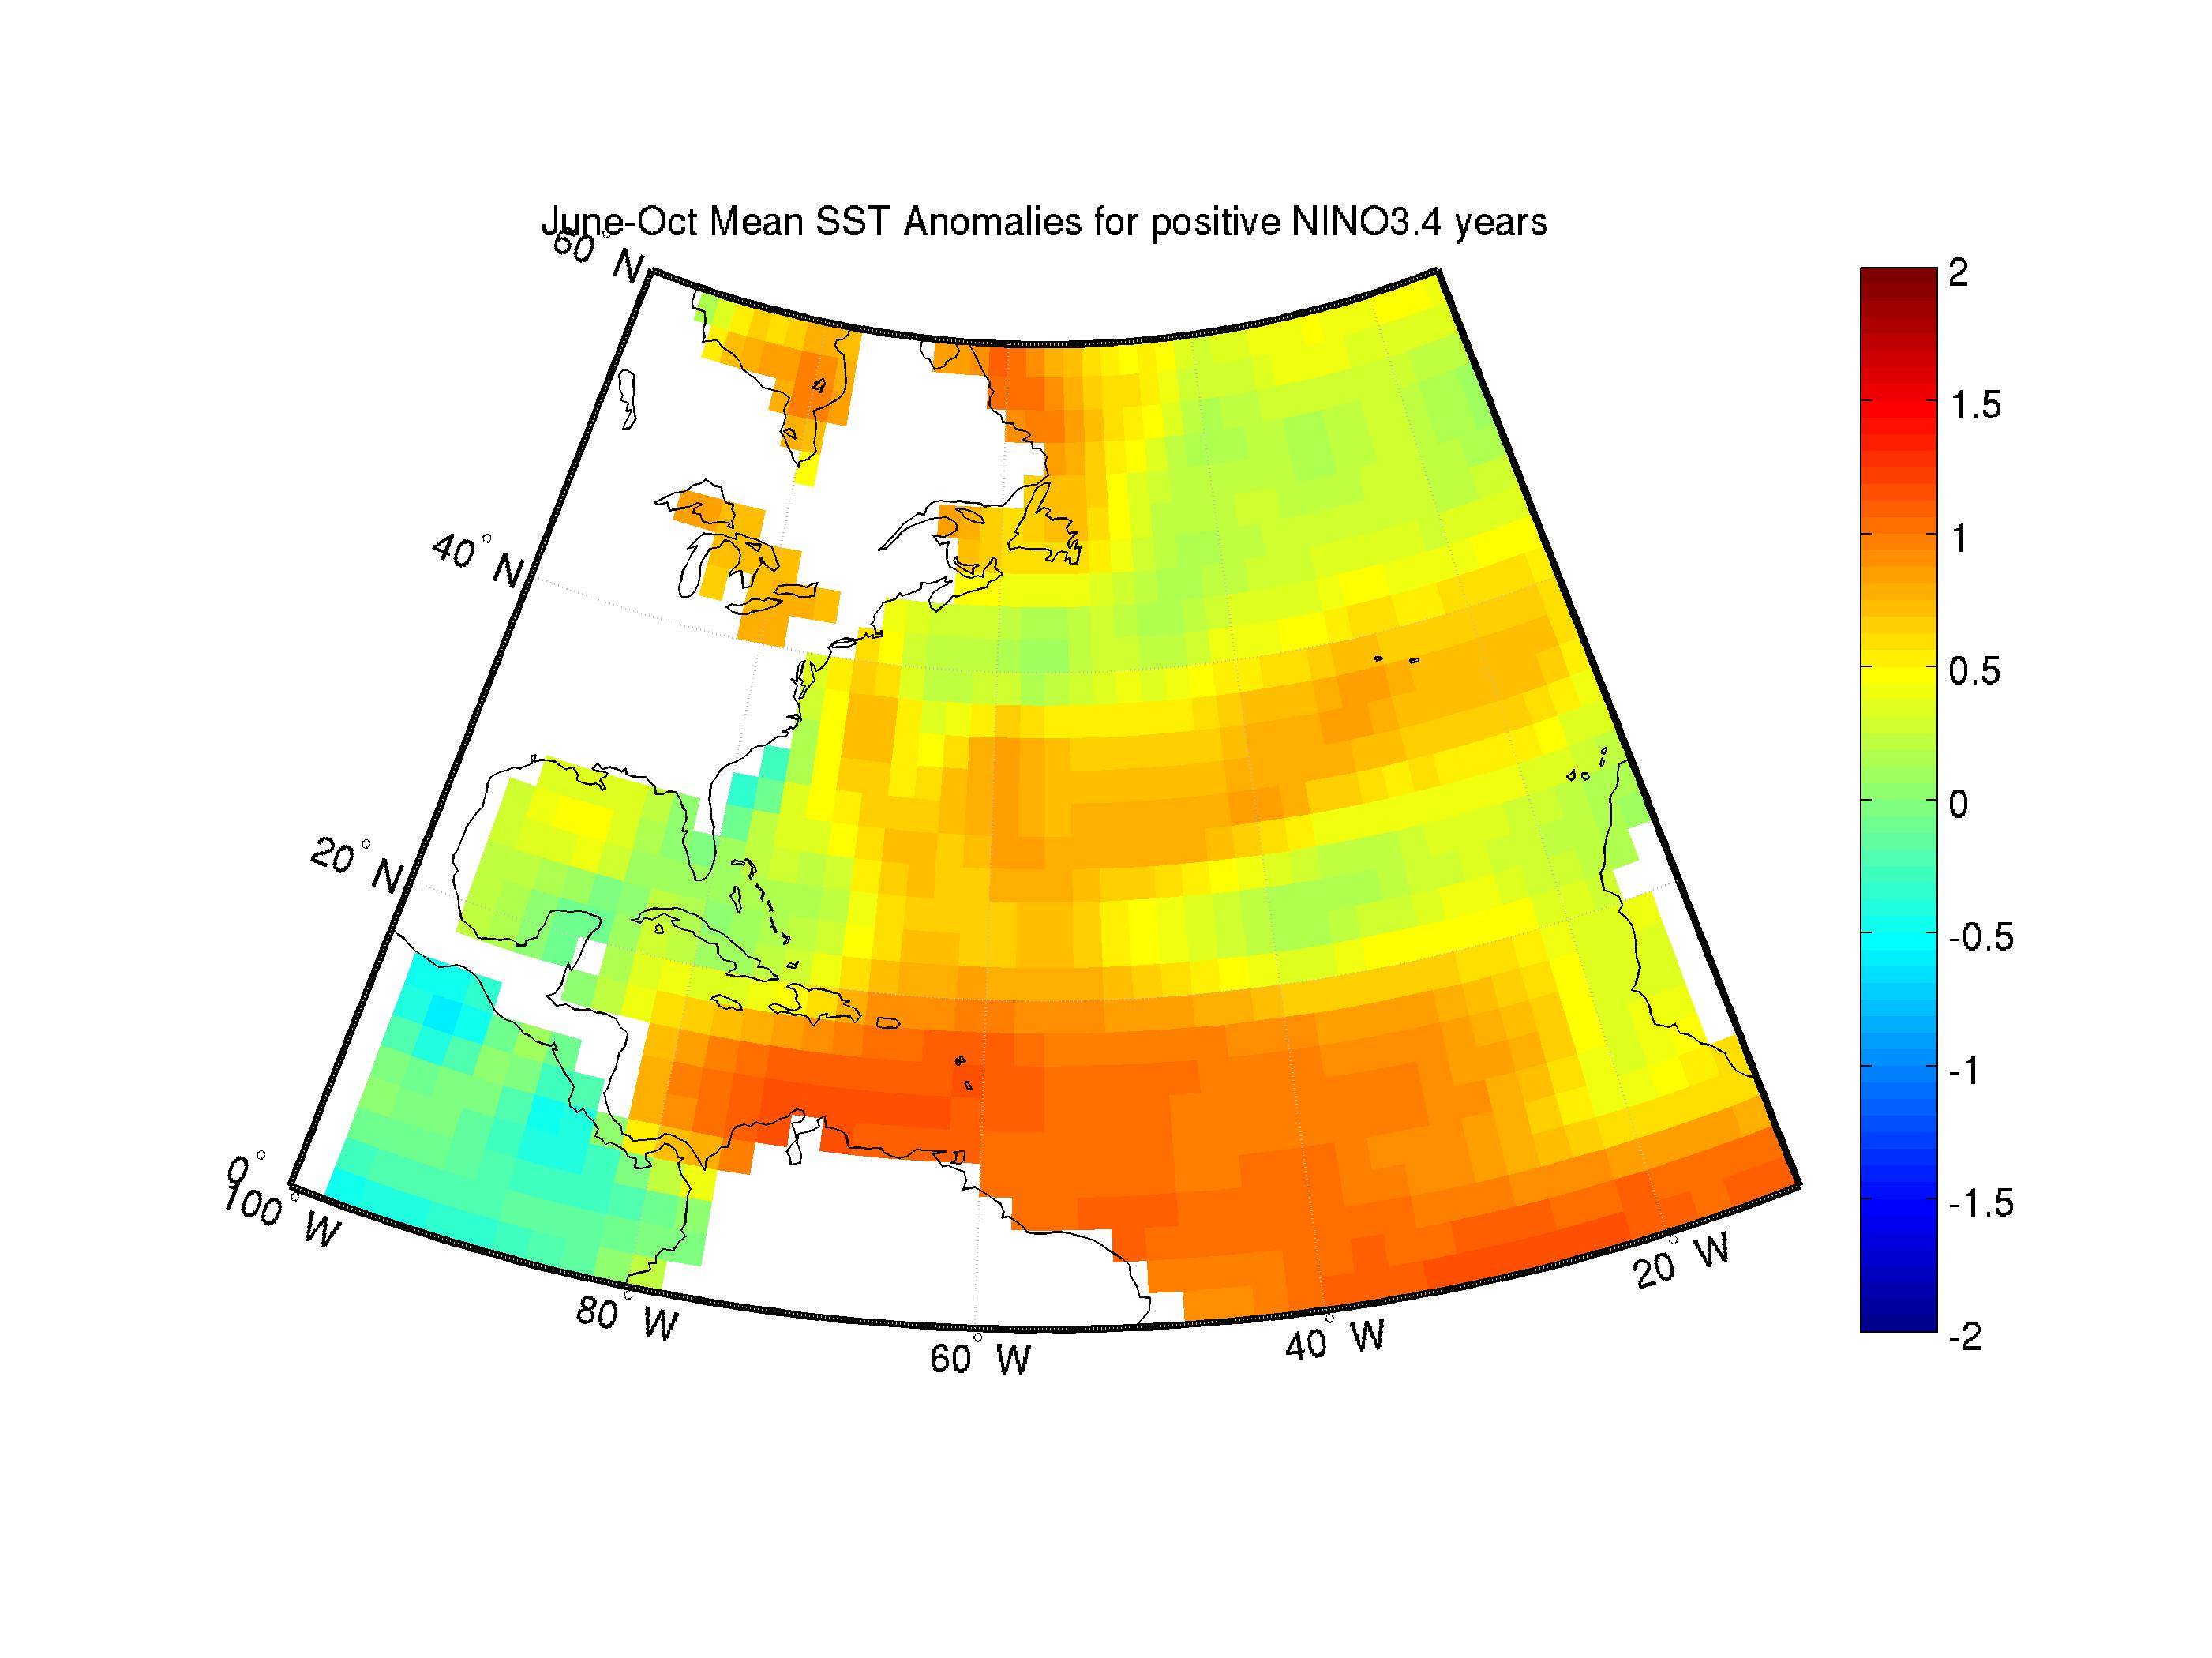 June-Oct Mean SST Anomalies for positive NINO3.4 years
60° N
40° N
20° N
0°
100° W
80° W
60° W
40° W
20° W
2
1.5
1
0.5
0
-0.5
-1
-1.5
-2